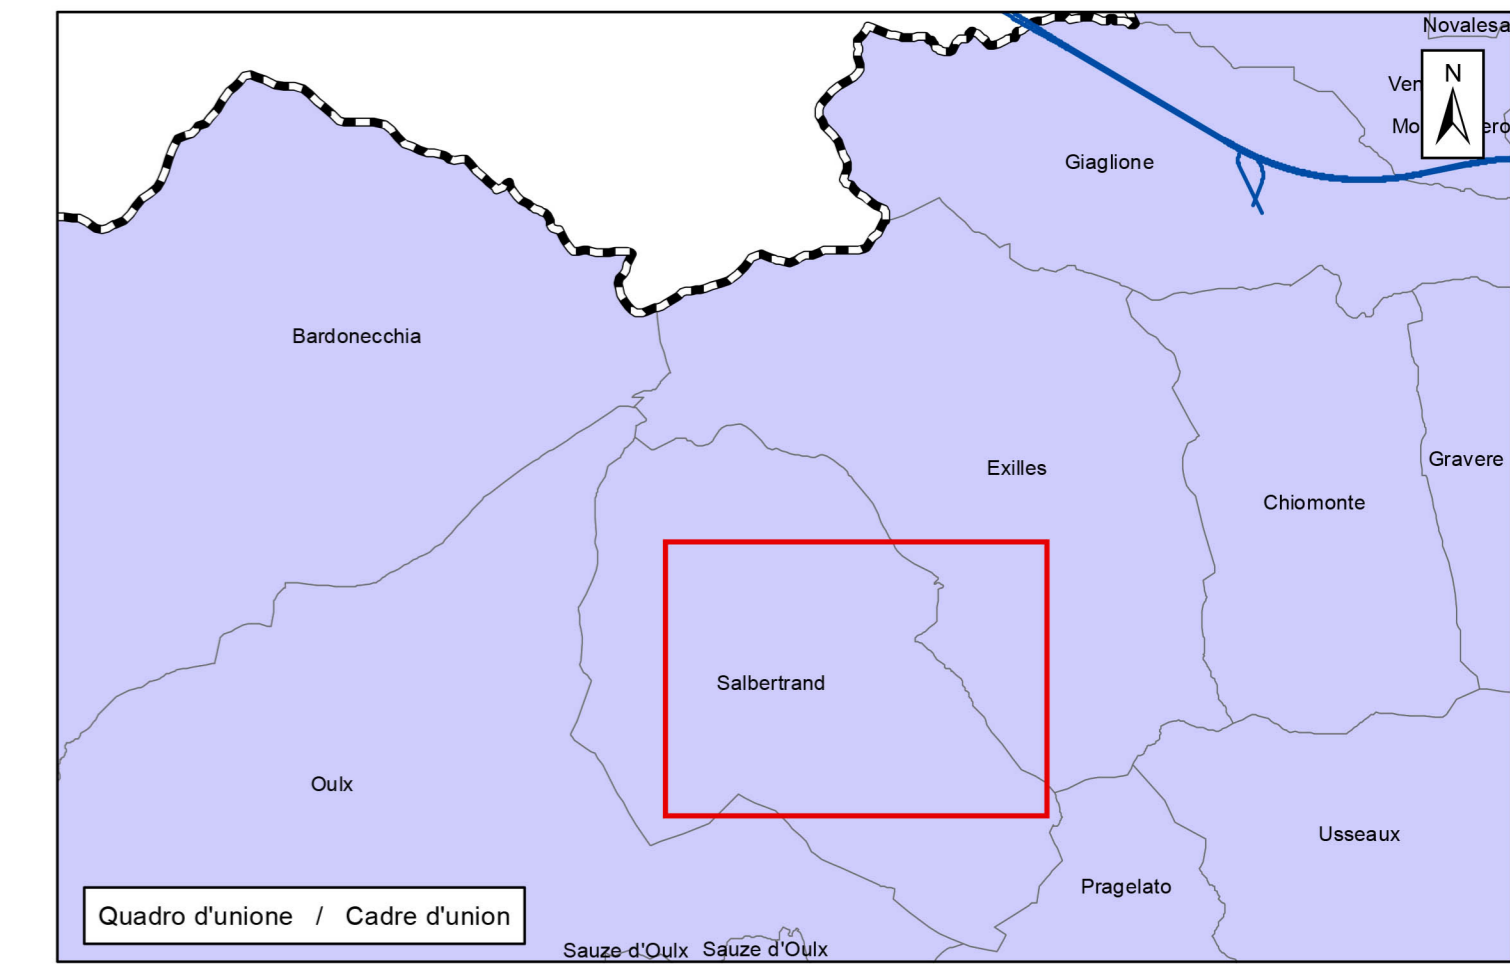 Novalesa
N
Giaglione
Bardonecchia
Gravere
Exilles
Chiomonte
Salbertrand
Oulx
Usseaux
Pragelato
Quadro d'unione / Cadre d'union
Sauze d'Oulx Sauze d'Oulx